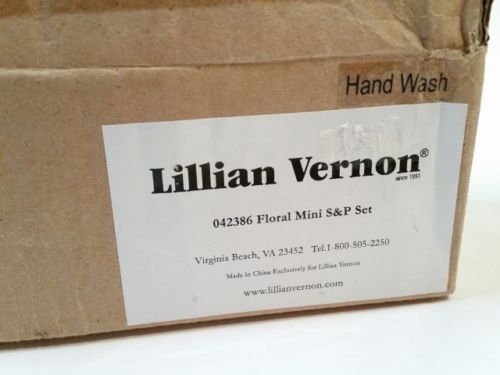 Hand Wash
Lillian Vernon®
since 1951
042386 Floral Mini S&P Set
Virginia Beach, VA 23452 Tel.1-800-505-2250
Made in China Exclusively for Lillian Vernon
www.lillianvernon.com